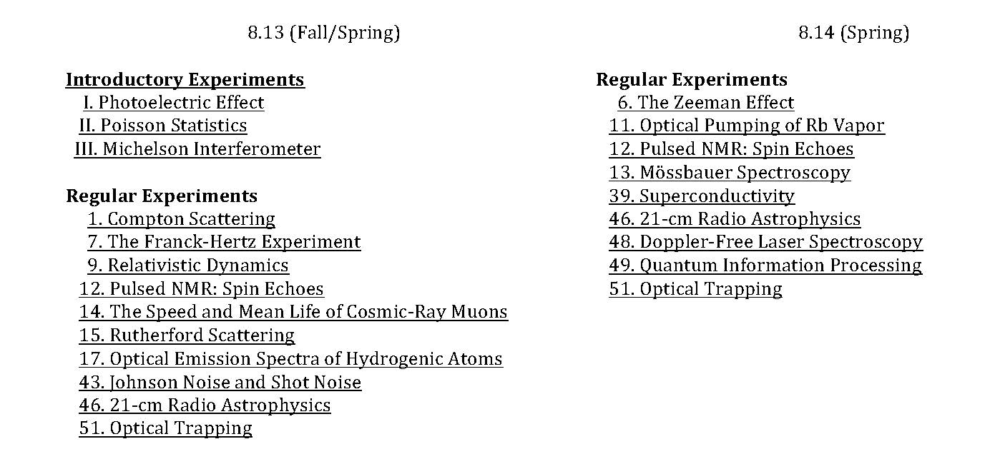 8.13 (Fall/Spring)
Introductory Experiments
I. Photoelectric Effect
II. Poisson Statistics
III. Michelson Interferometer
Regular Experiments
1. Compton Scattering
7. The Franck-Hertz Experiment
9. Relativistic Dynamics
12. Pulsed NMR: Spin Echoes
14. The Speed and Mean Life of Cosmic-Ray Muons
15. Rutherford Scattering
17. Optical Emission Spectra of Hydrogenic Atoms
43. Johnson Noise and Shot Noise
46. 21-cm Radio Astrophysics
51. Optical Trapping
8.14 (Spring)
Regular Experiments
6. The Zeeman Effect
11. Optical Pumping of Rb Vapor
12. Pulsed NMR: Spin Echoes
13. Mössbauer Spectroscopy
39. Superconductivity
46. 21-cm Radio Astrophysics
48. Doppler-Free Laser Spectroscopy
49. Quantum Information Processing
51. Optical Trapping